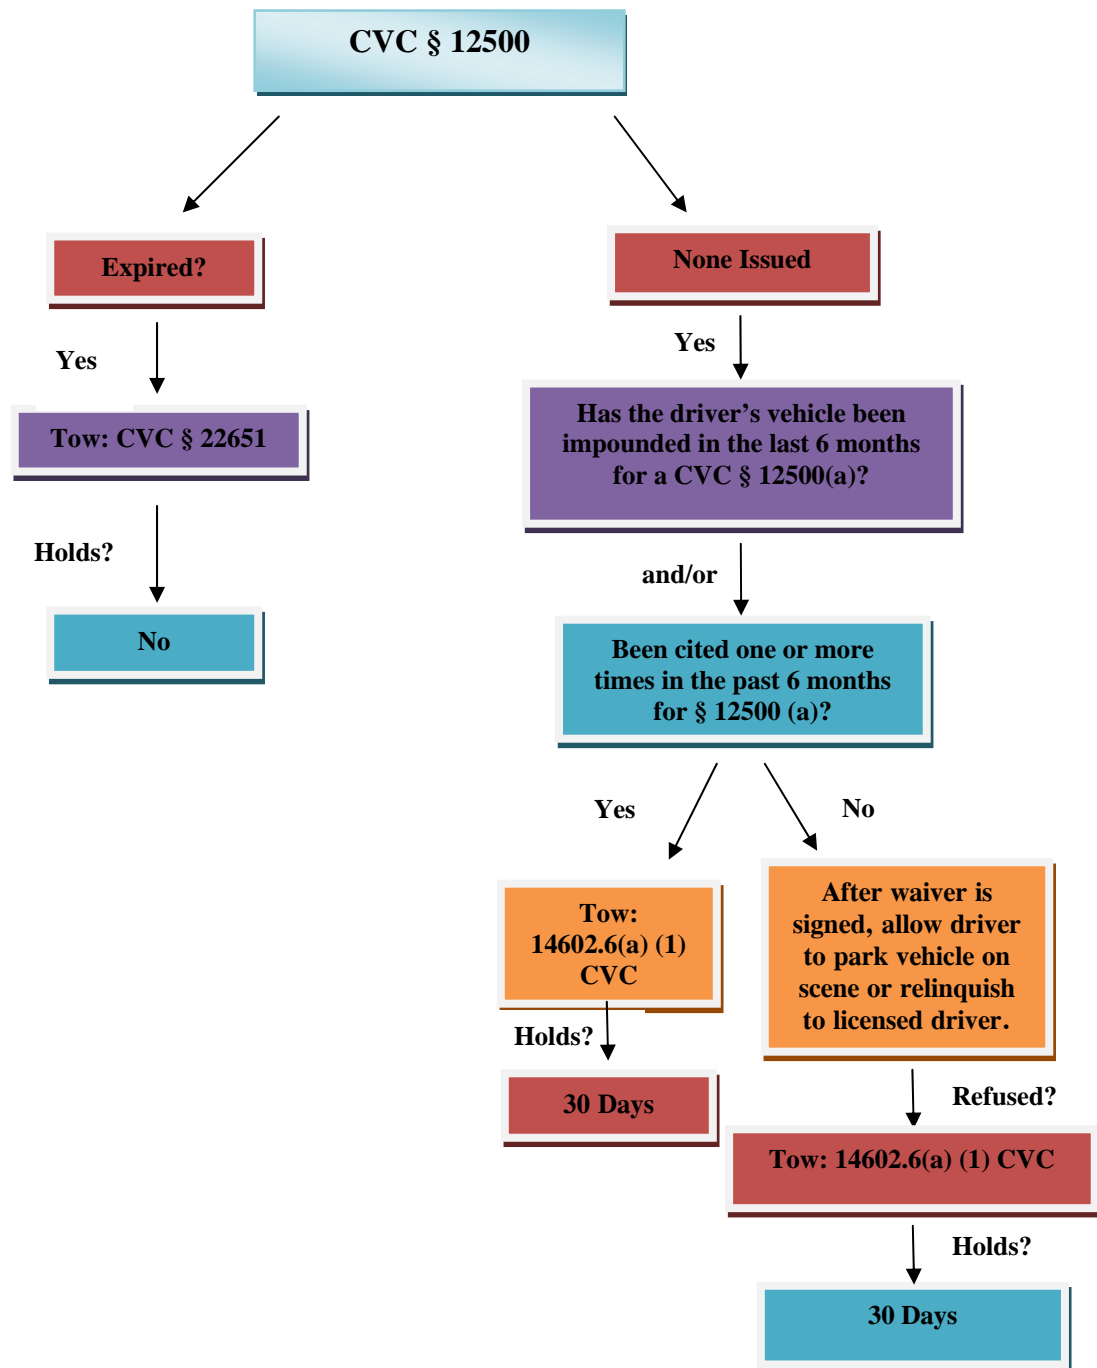 CVC § 12500
Expired?
None Issued
Yes
Yes
Tow: CVC § 22651
Has the driver’s vehicle been
impounded in the last 6 months
for a CVC § 12500(a)?
Holds?
and/or
No
Been cited one or more
times in the past 6 months
for § 12500 (a)?
Yes
No
Tow:
14602.6(a) (1)
CVC
After waiver is
signed, allow driver
to park vehicle on
scene or relinquish
to licensed driver.
Holds?
30 Days
Refused?
Tow: 14602.6(a) (1) CVC
Holds?
30 Days